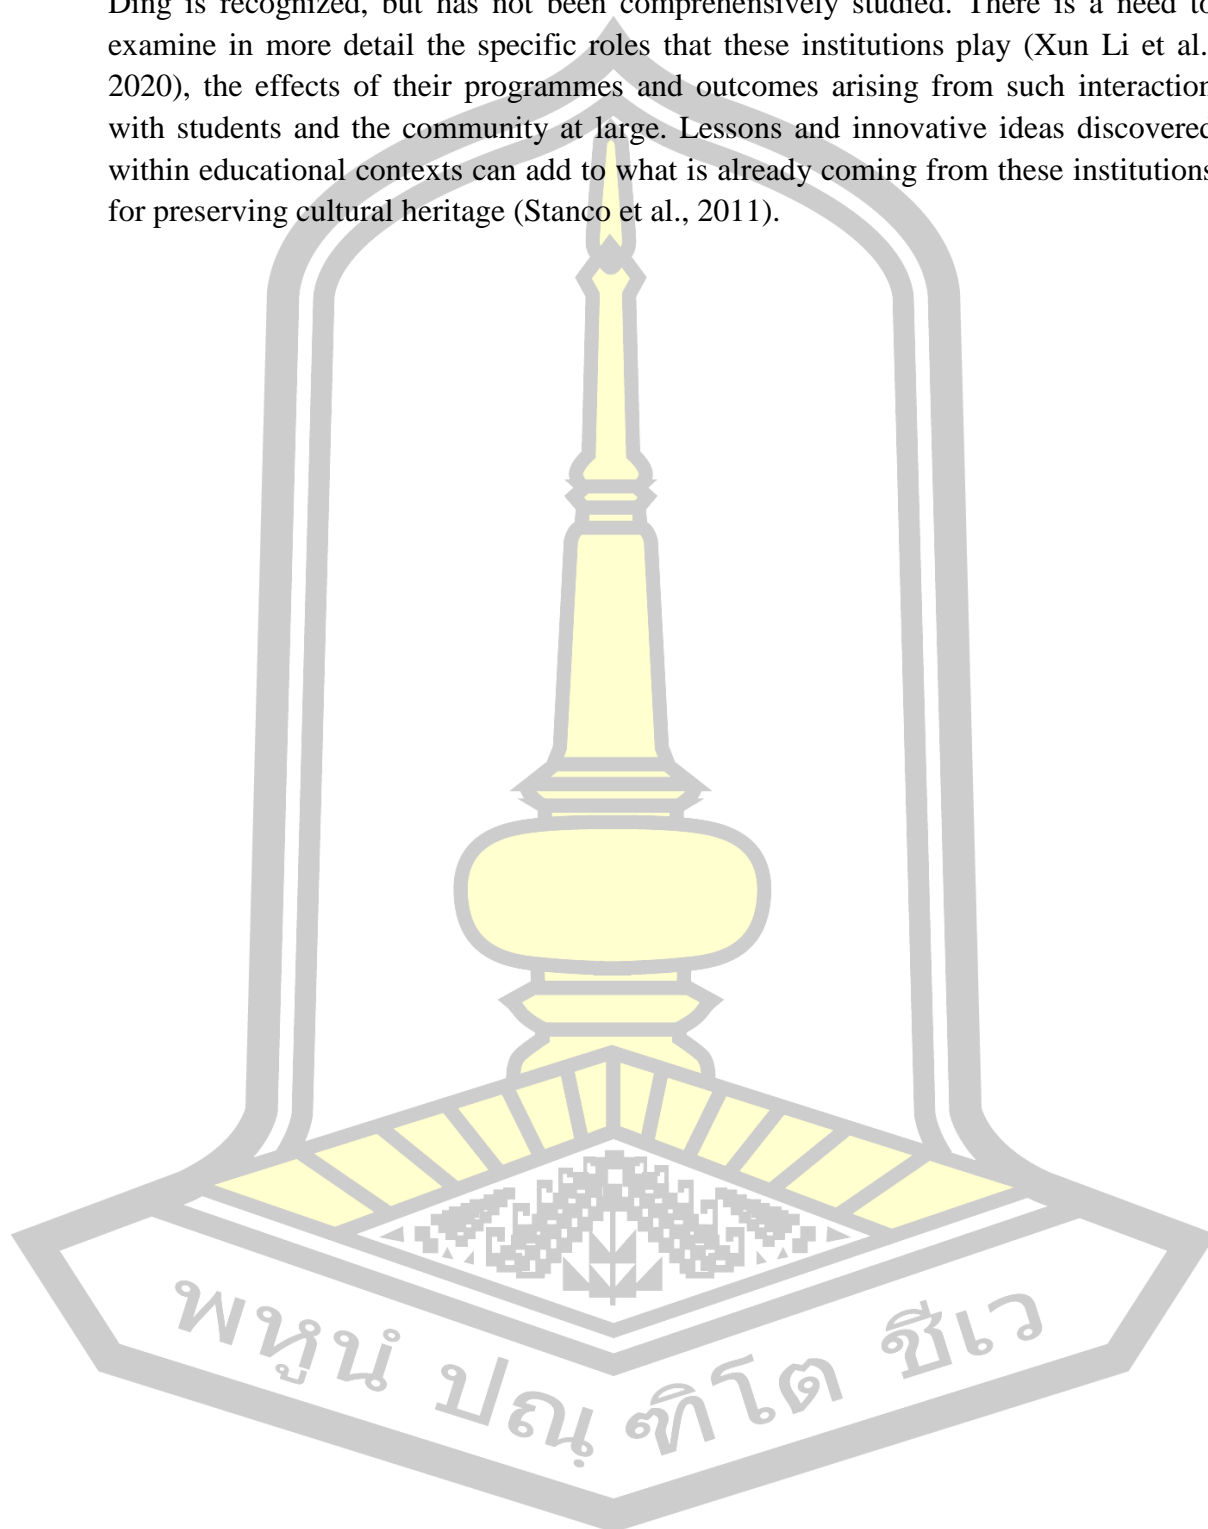 Ding is recognized, but has not been comprehensively studied. There is a need to
examine in more detail the specific roles that these institutions play (Xun Li et al.
2020), the effects of their programmes and outcomes arising from such interaction
with students and the community at large. Lessons and innovative ideas discovered
within educational contexts can add to what is already coming from these institutions
for preserving cultural heritage (Stanco et al., 2011).
พหูนํ ปณฺฑิโต ชีเว